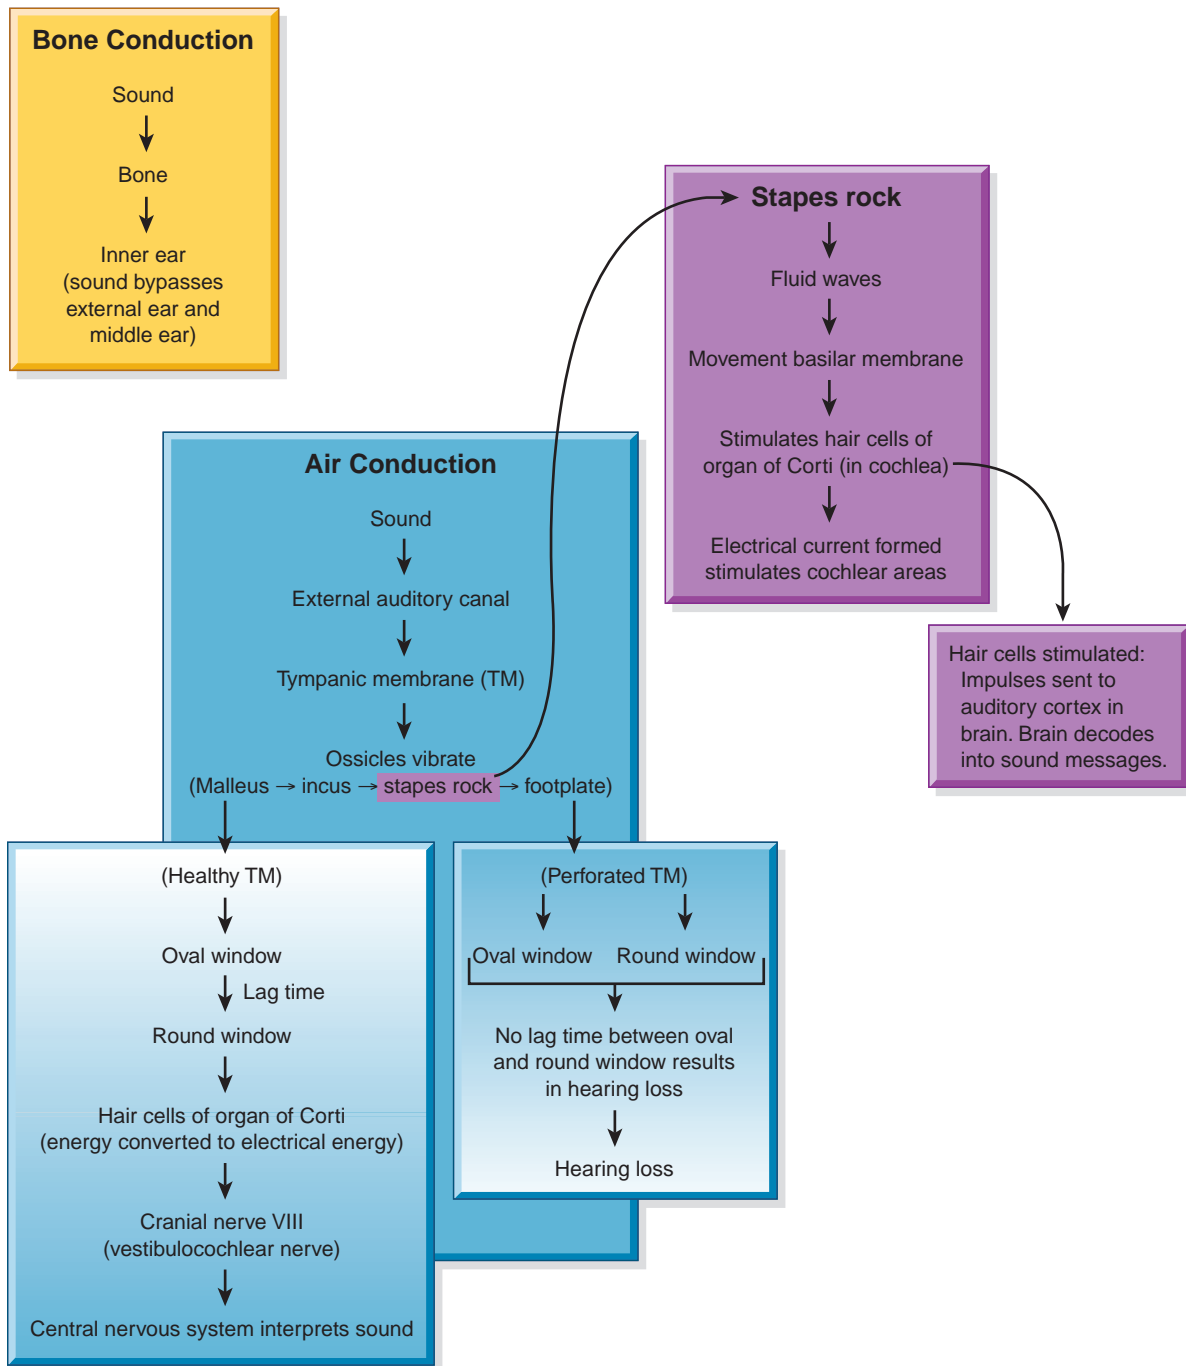 Bone Conduction
Sound
Bone
Inner ear
(sound bypasses
external ear and
middle ear)
Stapes rock
Fluid waves
Movement basilar membrane
Stimulates hair cells of
organ of Corti (in cochlea)
Electrical current formed
stimulates cochlear areas
Hair cells stimulated:
Impulses sent to
auditory cortex in
brain. Brain decodes
into sound messages.
Air Conduction
Sound
External auditory canal
Tympanic membrane (TM)
Ossicles vibrate
(Malleus → incus → stapes rock → footplate)
(Healthy TM)
Oval window
Lag time
Round window
Hair cells of organ of Corti
(energy converted to electrical energy)
Cranial nerve VIII
(vestibulocochlear nerve)
Central nervous system interprets sound
(Perforated TM)
Oval window Round window
No lag time between oval
and round window results
in hearing loss
Hearing loss